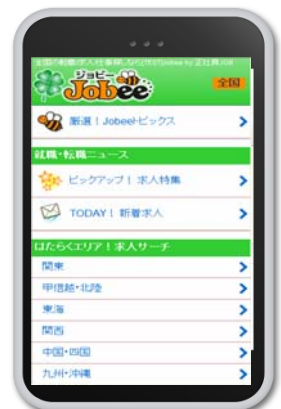 ジョビー
Jobee
全国
厳選！Jobeeトピックス
就職・転職ニュース
ピックアップ！求人特集
TODAY！新着求人
はたらくエリア！求人サーチ
関東
甲信越・北陸
東海
関西
中国・四国
九州・沖縄